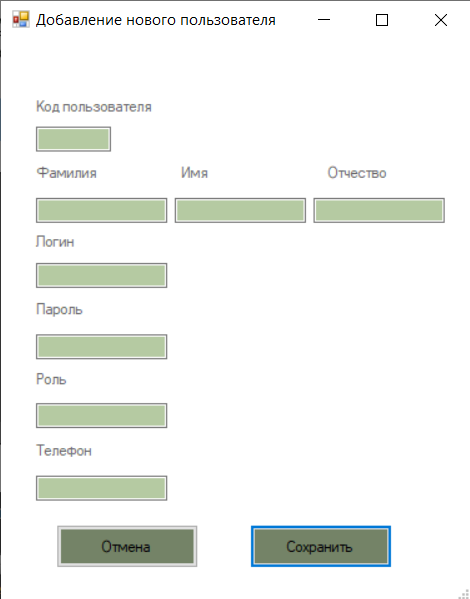 Добавление нового пользователя
Код пользователя
Фамилия Имя Отчество
Логин
Пароль
Роль
Телефон
Отмена Сохранить